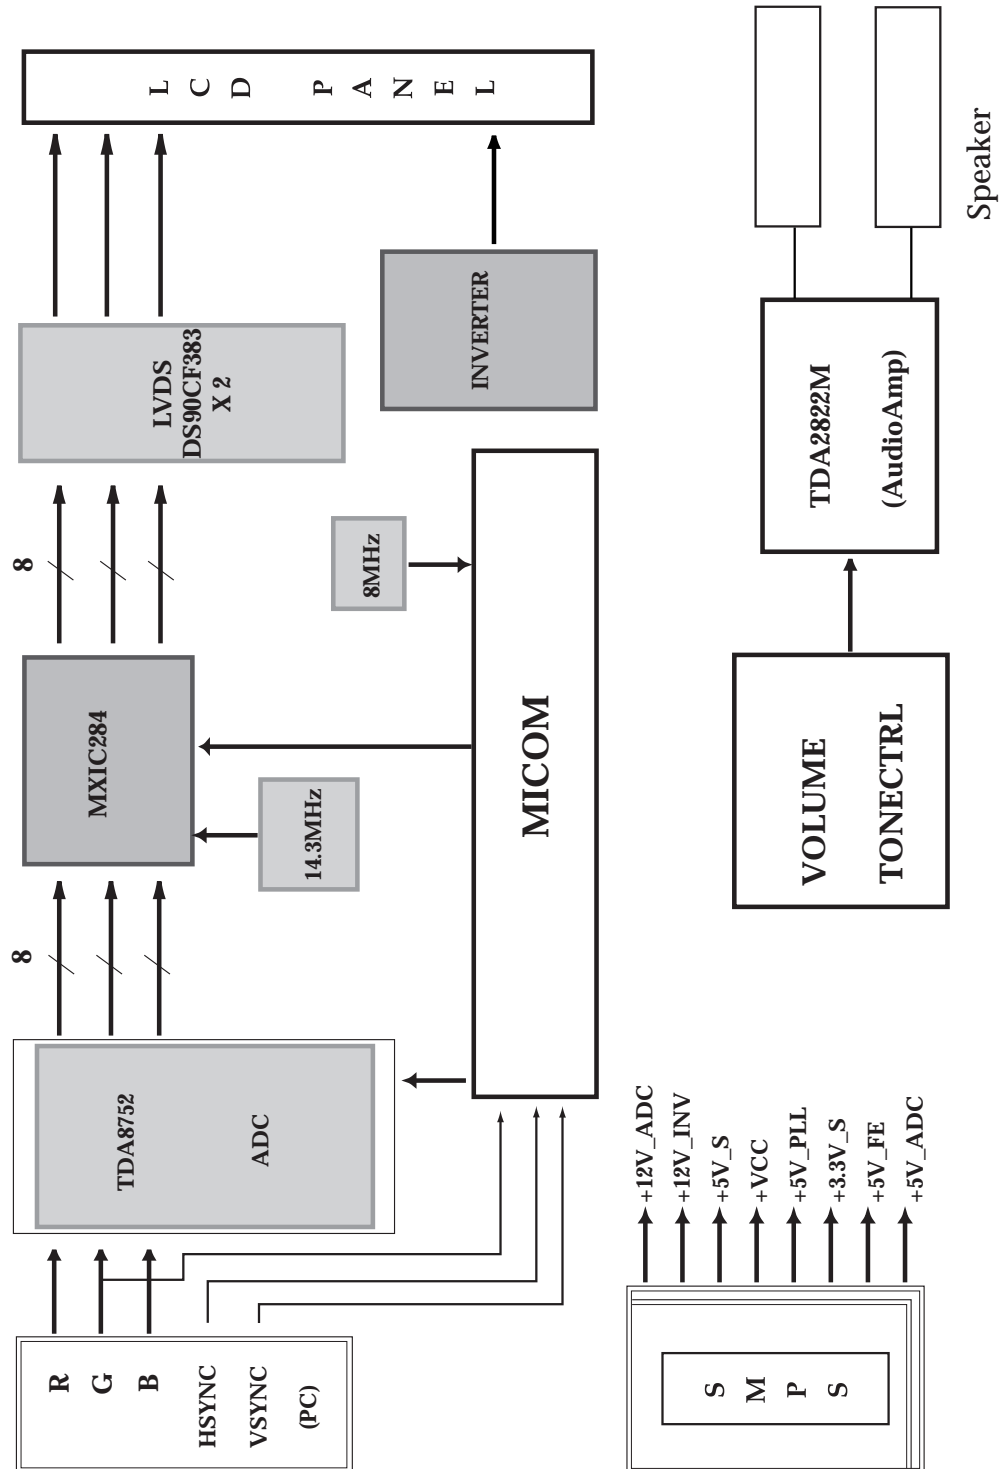 R
G
B
HSYNC
VSYNC
(PC)
TDA8752
ADC
8
MXIC284
14.3MHz
8
8MHz
LVDS
DS90CF383
X 2
INVERTER
L C D P A N E L
MICOM
S M P S
+12V_ADC
+12V_INV
+5V_S
+VCC
+5V_PLL
+3.3V_S
+5V_FE
+5V_ADC
VOLUME
TONECTRL
TDA2822M
(AudioAmp)
Speaker